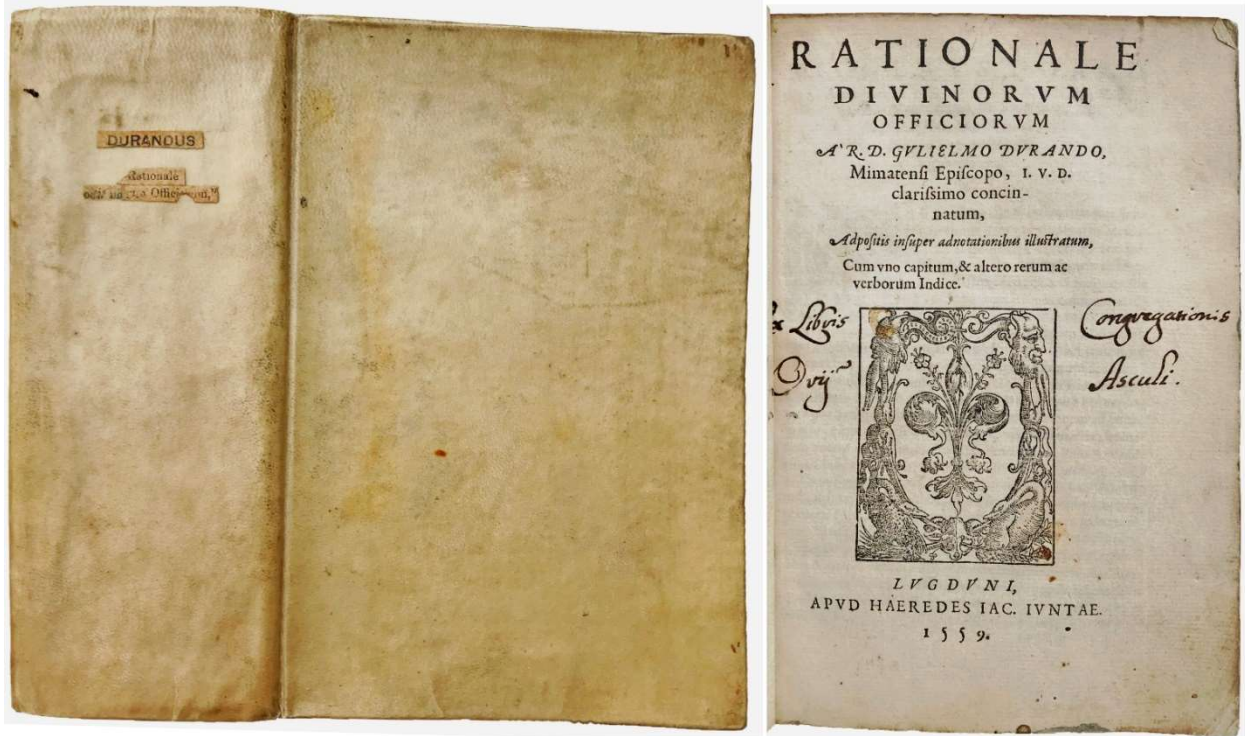 DURANDUS
Rationale
RATIONALE
DIVINORVM
OFFICIORVM
A' R. D. GVLIELMO DVRANDO,
Mimatensi Episcopo, I. V. D.
clarissimo concin-
natum,
Adpositis insuper adnotationibus illustratum,
Cum vno capitum, & altero rerum ac
verborum Indice.
Ex Libris Congregationis
Asculi.
LVGDVNI,
APVD HAEREDES IAC. IVNTAE.
1559.